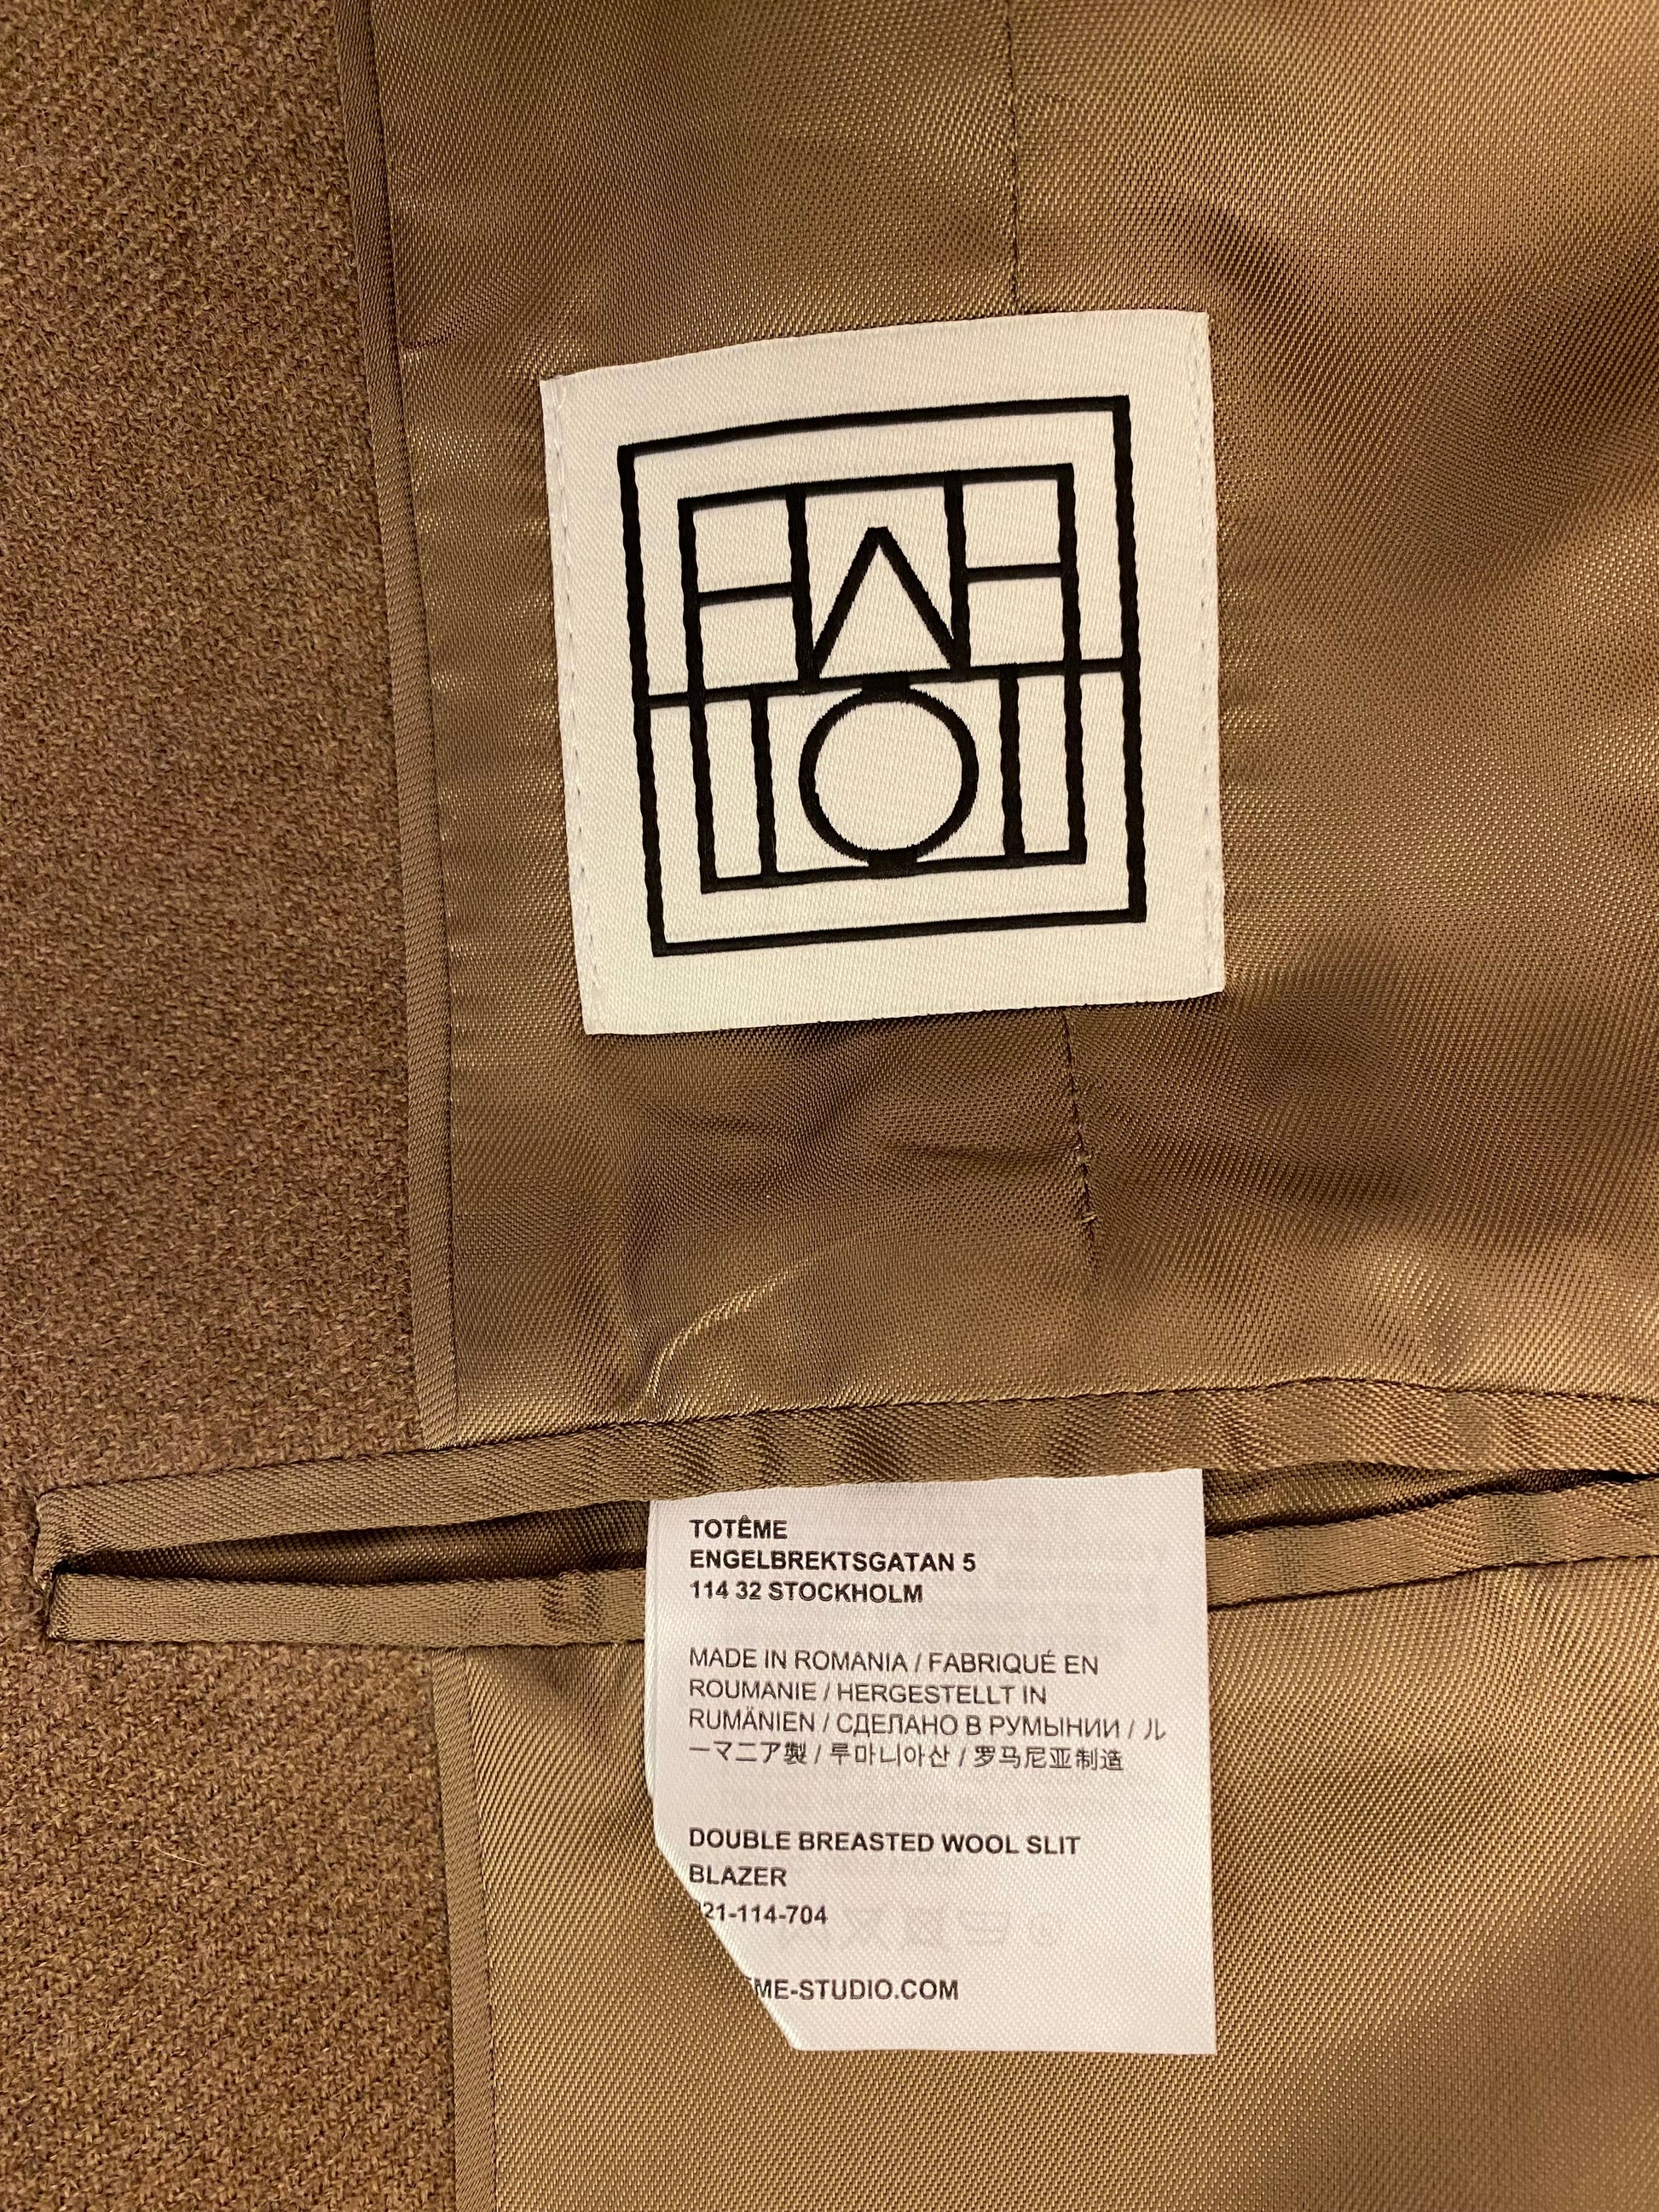 TOTÊME
ENGELBREKTSGATAN 5
114 32 STOCKHOLM
MADE IN ROMANIA / FABRIQUÉ EN
ROUMANIE / HERGESTELLT IN
RUMÄNIEN / СДЕЛАНО В РУМЫНИИ / ル
ーマニア製 / 루마니아산 / 罗马尼亚制造
DOUBLE BREASTED WOOL SLIT
BLAZER
21-114-704
ME-STUDIO.COM